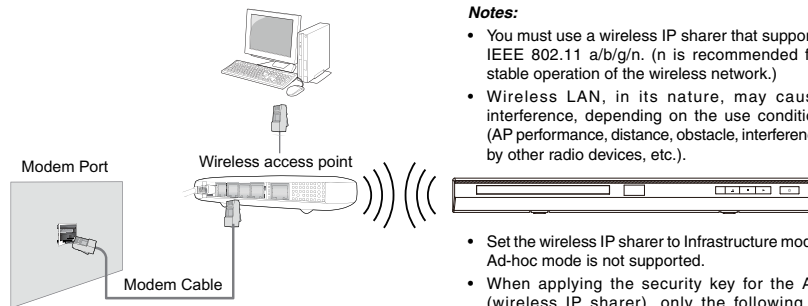 Notes:
• You must use a wireless IP sharer that suppor
IEEE 802.11 a/b/g/n. (n is recommended f
stable operation of the wireless network.)
• Wireless LAN, in its nature, may caus
interference, depending on the use conditio
(AP performance, distance, obstacle, interferenc
by other radio devices, etc.).
Modem Port
Wireless access point
• Set the wireless IP sharer to Infrastructure mod
Ad-hoc mode is not supported.
Modem Cable
• When applying the security key for the A
(wireless IP sharer), only the following